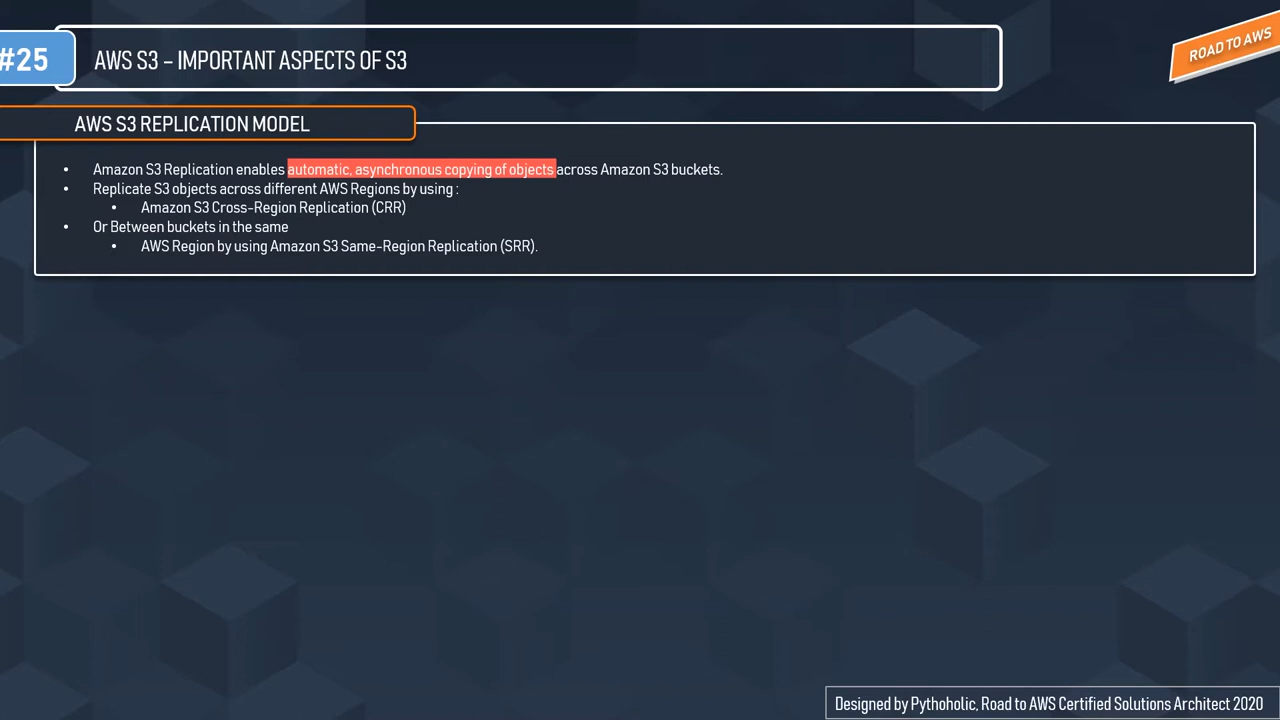 #25
AWS S3 – IMPORTANT ASPECTS OF S3
ROAD TO AWS
AWS S3 REPLICATION MODEL
• Amazon S3 Replication enables automatic, asynchronous copying of objects across Amazon S3 buckets.
• Replicate S3 objects across different AWS Regions by using :
• Amazon S3 Cross-Region Replication (CRR)
• Or Between buckets in the same
• AWS Region by using Amazon S3 Same-Region Replication (SRR).
Designed by Pythoholic, Road to AWS Certified Solutions Architect 2020